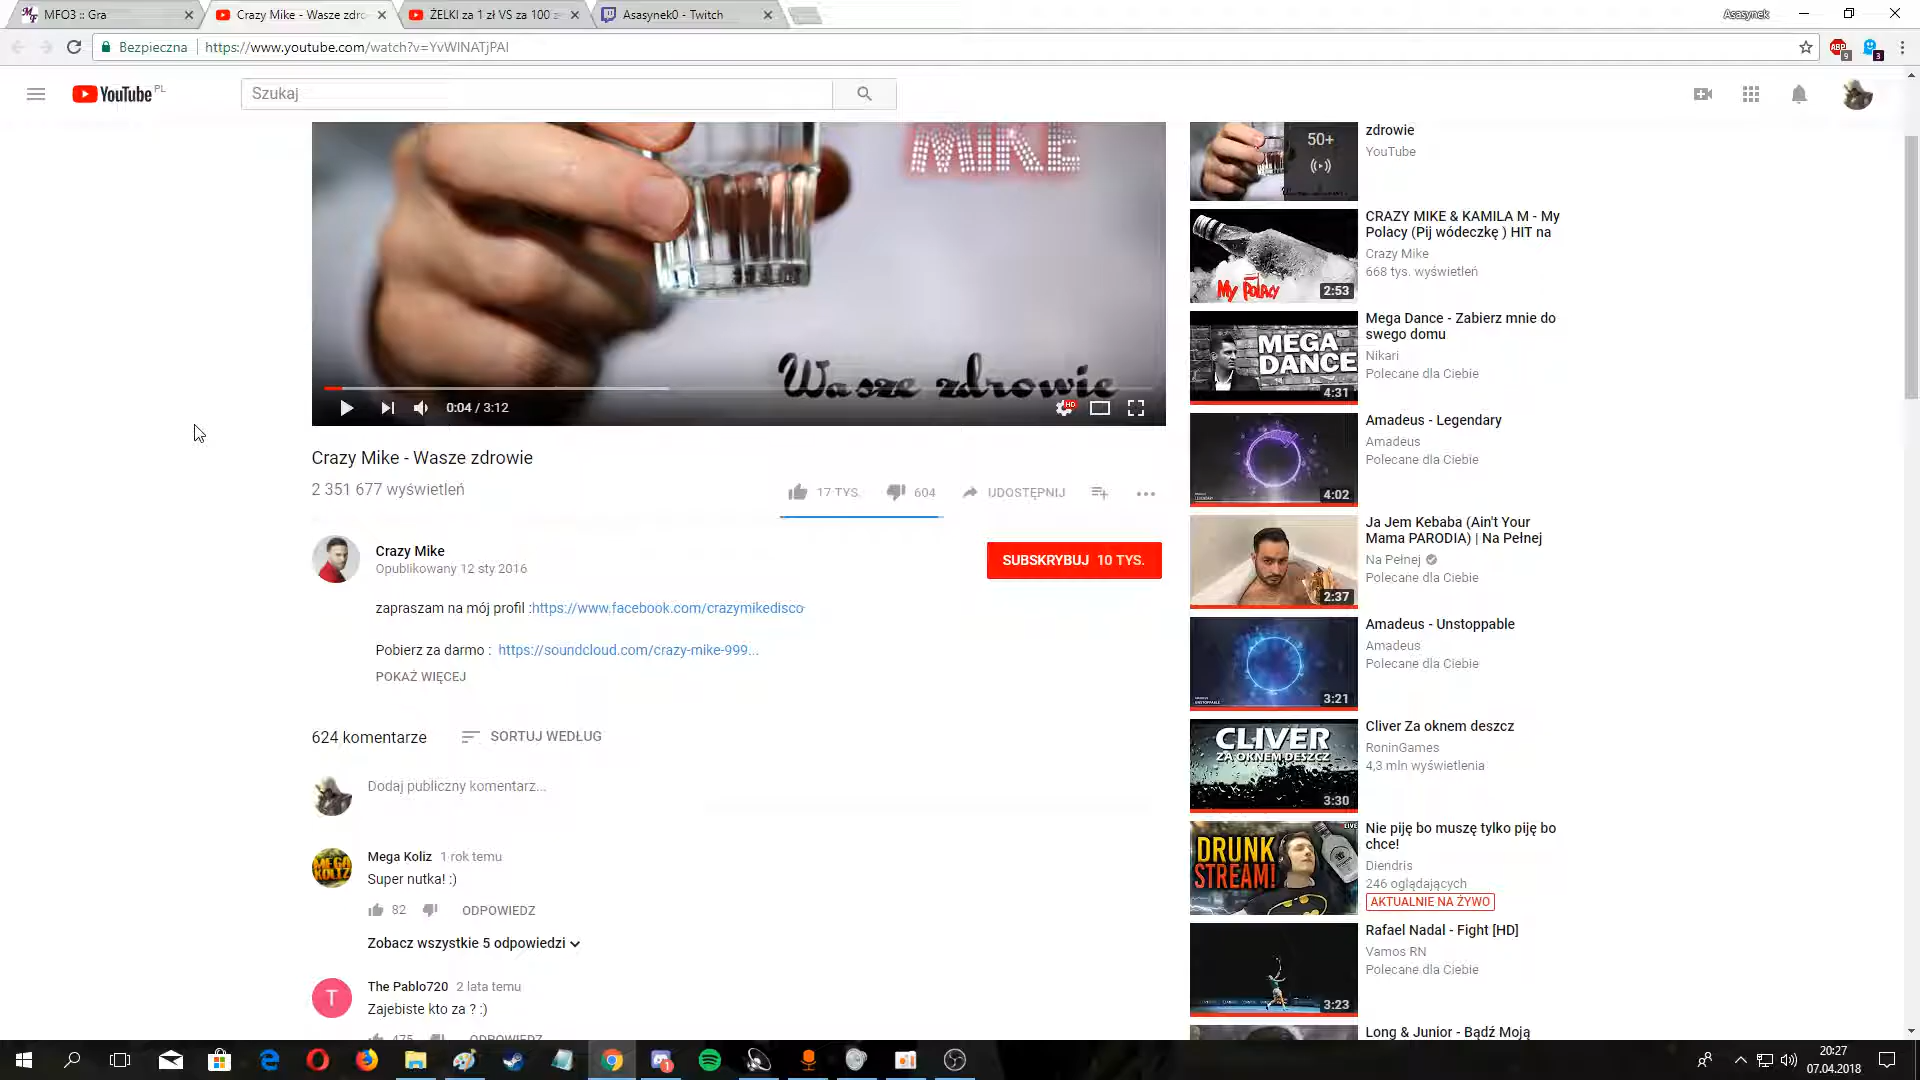 MFO3 :: Gra
Crazy Mike - Wasze zdro
ŻELKI za 1 zł VS za 100 z
Asasynek0 - Twitch
Asasynek
Bezpieczna
https://www.youtube.com/watch?v=YvWlNATjPAI
ABP
9
3
YouTube PL
Szukaj
MIKE
Wasze zdrowie
0:04 / 3:12
HD
Crazy Mike - Wasze zdrowie
2 351 677 wyświetleń
17 TYS.
604
UDOSTĘPNIJ
Crazy Mike
Opublikowany 12 sty 2016
SUBSKRYBUJ 10 TYS.
zapraszam na mój profil :https://www.facebook.com/crazymikedisco
Pobierz za darmo : https://soundcloud.com/crazy-mike-999...
POKAŻ WIĘCEJ
624 komentarze
SORTUJ WEDŁUG
Dodaj publiczny komentarz...
MEGA
KOLIZ
Mega Koliz 1 rok temu
Super nutka! :)
82
ODPOWIEDZ
Zobacz wszystkie 5 odpowiedzi
T
The Pablo720 2 lata temu
Zajebiste kto za ? :)
475
ODPOWIEDZ
50+
zdrowie
YouTube
My Polacy
2:53
CRAZY MIKE & KAMILA M - My
Polacy (Pij wódeczkę ) HIT na
Crazy Mike
668 tys. wyświetleń
MEGA
DANCE
4:31
Mega Dance - Zabierz mnie do
swego domu
Nikari
Polecane dla Ciebie
4:02
Amadeus - Legendary
Amadeus
Polecane dla Ciebie
2:37
Ja Jem Kebaba (Ain't Your
Mama PARODIA) | Na Pełnej
Na Pełnej
Polecane dla Ciebie
3:21
Amadeus - Unstoppable
Amadeus
Polecane dla Ciebie
CLIVER
ZA OKNEM DESZCZ
3:30
Cliver Za oknem deszcz
RoninGames
4,3 mln wyświetlenia
DRUNK
STREAM!
LIVE
Nie piję bo muszę tylko piję bo
chce!
Diendris
246 oglądających
AKTUALNIE NA ŻYWO
3:23
Rafael Nadal - Fight [HD]
Vamos RN
Polecane dla Ciebie
Long & Junior - Bądź Moją
1
20:27
07.04.2018